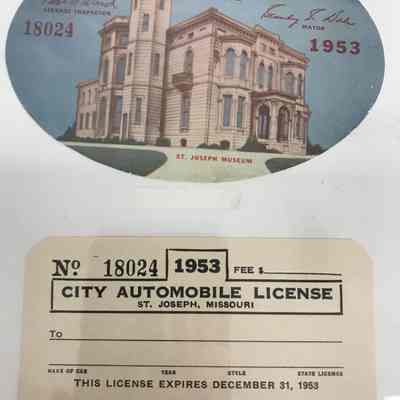 18024
LICENSE INSPECTOR
MAYOR
1953
ST. JOSEPH MUSEUM
Nº 18024 1953 FEE $
CITY AUTOMOBILE LICENSE
ST. JOSEPH, MISSOURI
To
MAKE OF CAR YEAR STYLE STATE LICENSE
THIS LICENSE EXPIRES DECEMBER 31, 1953